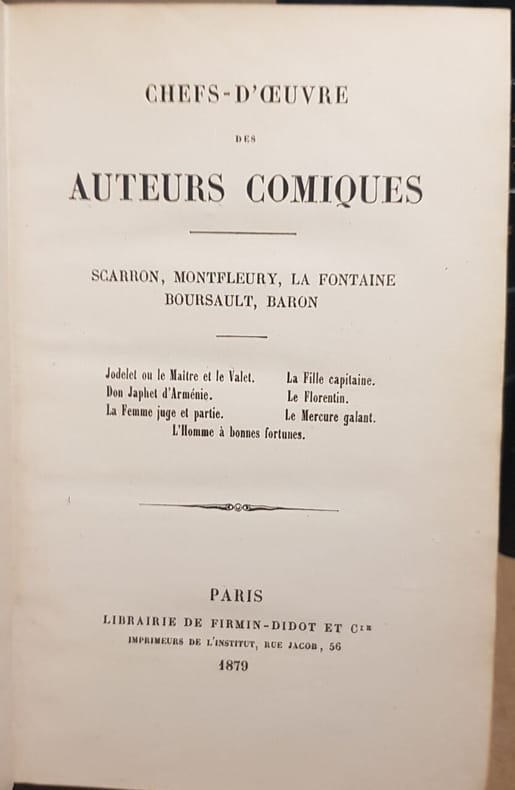 CHEFS-D'ŒUVRE
DES
AUTEURS COMIQUES
SCARRON, MONTFLEURY, LA FONTAINE
BOURSAULT, BARON
Jodelet ou le Maître et le Valet. La Fille capitaine.
Don Japhet d'Arménie. Le Florentin.
La Femme juge et partie. Le Mercure galant.
L'Homme à bonnes fortunes.
PARIS
LIBRAIRIE DE FIRMIN-DIDOT ET Cⁱᴱ
IMPRIMEURS DE L'INSTITUT, RUE JACOB, 56
1879